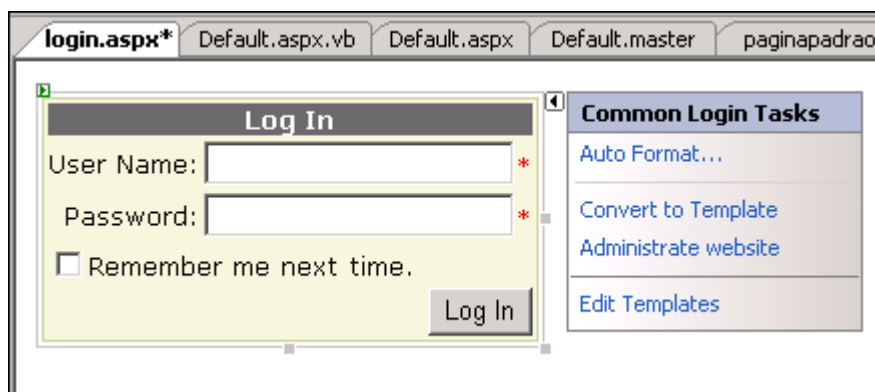 login.aspx* Default.aspx.vb Default.aspx Default.master paginapadrao
Log In
User Name: *
Password: *
Remember me next time.
Log In
Common Login Tasks
Auto Format...
Convert to Template
Administrate website
Edit Templates